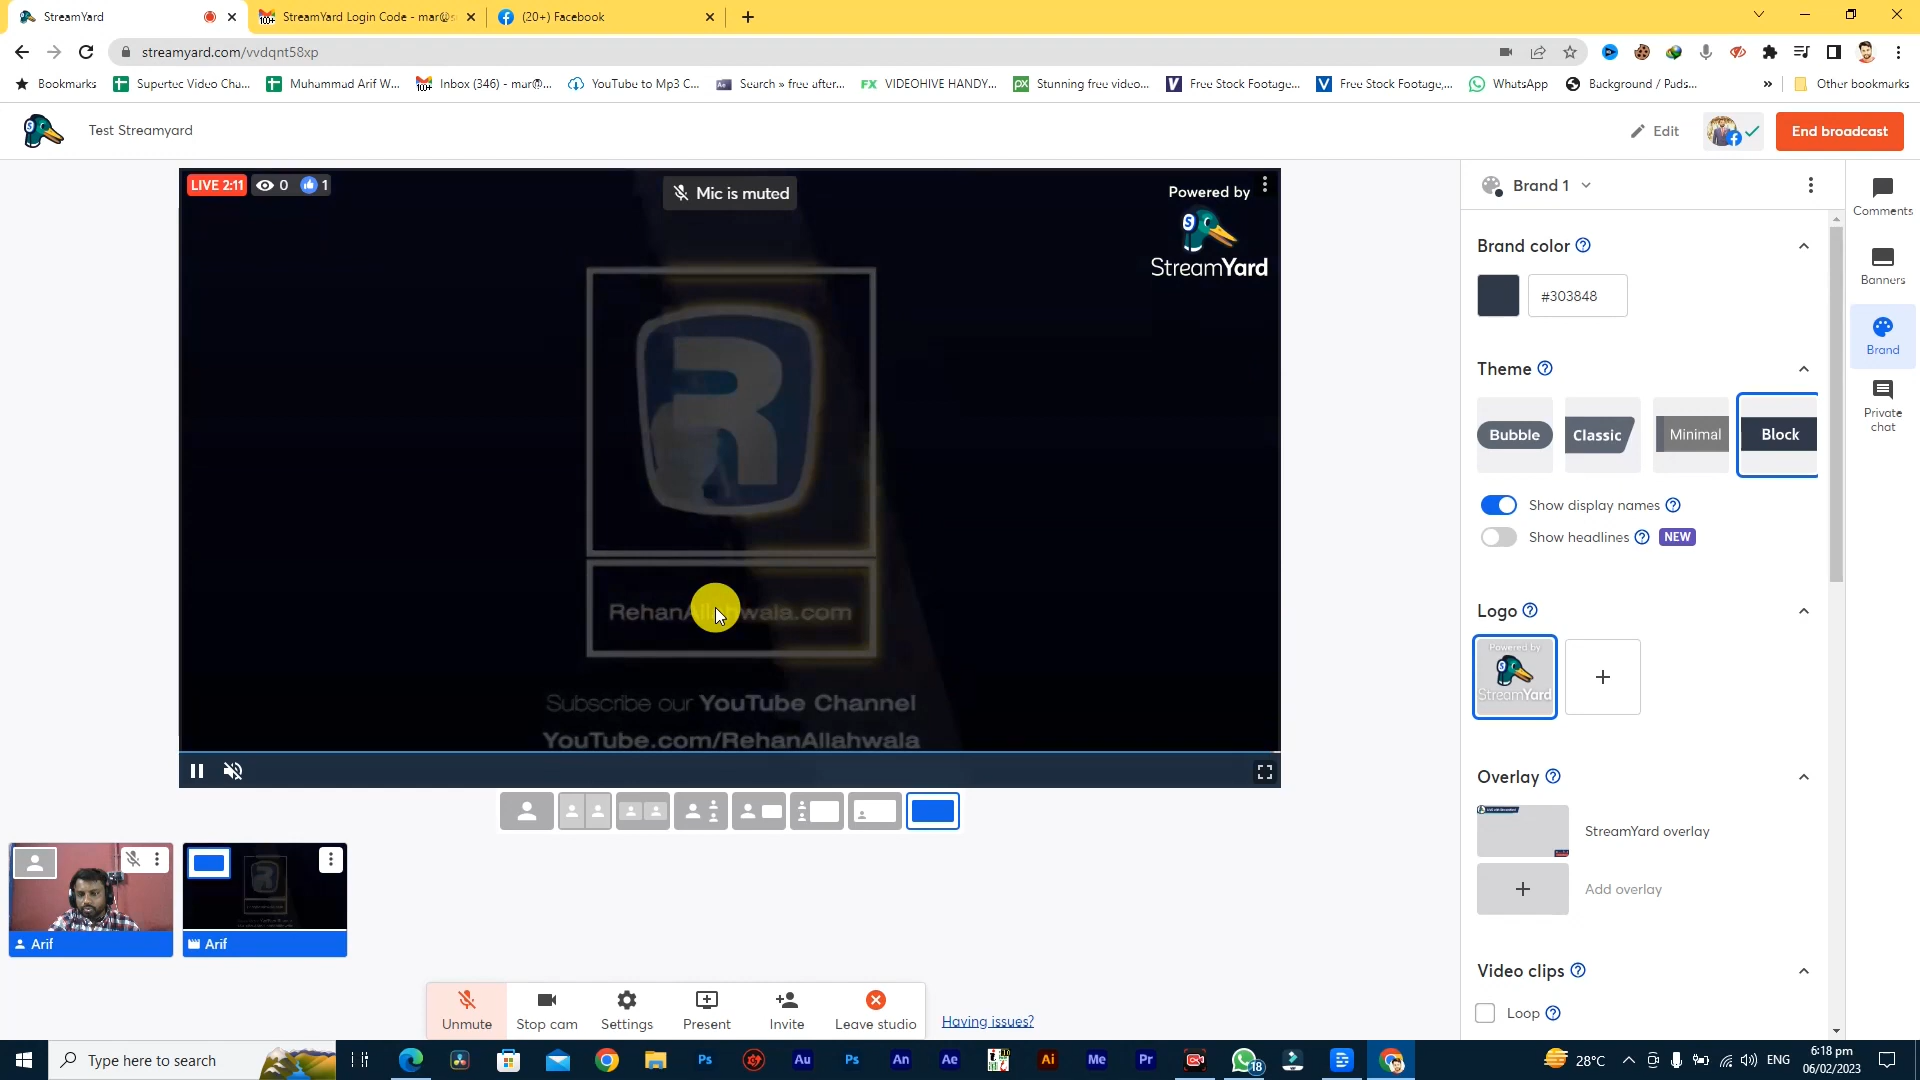 StreamYard
StreamYard Login Code - mar@s
(20+) Facebook
streamyard.com/vvdqnt58xp
Bookmarks
Supertec Video Cha...
Muhammad Arif W...
Inbox (346) - mar@...
YouTube to Mp3 C...
Search » free after...
VIDEOHIVE HANDY...
Stunning free video...
Free Stock Footage...
Free Stock Footage,...
WhatsApp
Background / Pads...
»
Other bookmarks
Test Streamyard
Edit
End broadcast
LIVE 2:11
0
1
Mic is muted
Powered by
StreamYard
R
RehanAllahwala.com
Subscribe our YouTube Channel
YouTube.com/RehanAllahwala
Arif
Arif
Unmute
Stop cam
Settings
Present
Invite
Leave studio
Having issues?
Brand 1
Brand color
#303848
Theme
Bubble
Classic
Minimal
Block
Show display names
Show headlines
NEW
Logo
Powered by
StreamYard
Overlay
StreamYard overlay
Add overlay
Video clips
Loop
Comments
Banners
Brand
Private
chat
Type here to search
18
28°C
ENG
6:18 pm
06/02/2023